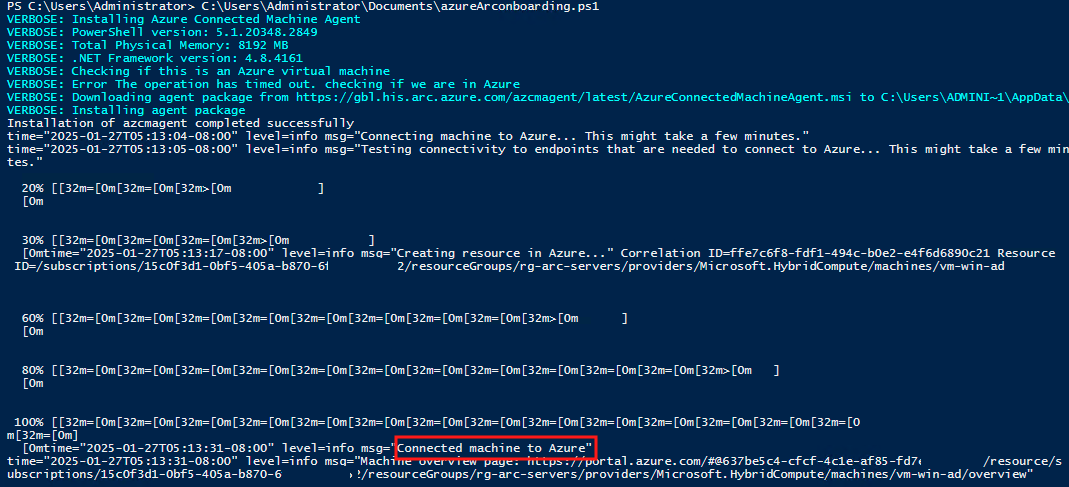 PS C:\Users\Administrator> C:\Users\Administrator\Documents\azureArconboarding.ps1
VERBOSE: Installing Azure Connected Machine Agent
VERBOSE: PowerShell version: 5.1.20348.2849
VERBOSE: Total Physical Memory: 8192 MB
VERBOSE: .NET Framework version: 4.8.4161
VERBOSE: Checking if this is an Azure virtual machine
VERBOSE: Error The operation has timed out. checking if we are in Azure
VERBOSE: Downloading agent package from https://gbl.his.arc.azure.com/azcmagent/latest/AzureConnectedMachineAgent.msi to C:\Users\ADMINI~1\AppData\
VERBOSE: Installing agent package
Installation of azcmagent completed successfully
time="2025-01-27T05:13:04-08:00" level=info msg="Connecting machine to Azure... This might take a few minutes."
time="2025-01-27T05:13:05-08:00" level=info msg="Testing connectivity to endpoints that are needed to connect to Azure... This might take a few min
tes."
20% [[32m=[0m[32m=[0m[32m>[0m ]
[0m
30% [[32m=[0m[32m=[0m[32m=[0m[32m>[0m ]
[0mtime="2025-01-27T05:13:17-08:00" level=info msg="Creating resource in Azure..." Correlation ID=ffe7c6f8-fdf1-494c-b0e2-e4f6d6890c21 Resource
ID=/subscriptions/15c0f3d1-0bf5-405a-b870-6f 2/resourceGroups/rg-arc-servers/providers/Microsoft.HybridCompute/machines/vm-win-ad
60% [[32m=[0m[32m=[0m[32m=[0m[32m=[0m[32m=[0m[32m=[0m[32m=[0m[32m=[0m[32m>[0m ]
[0m
80% [[32m=[0m[32m=[0m[32m=[0m[32m=[0m[32m=[0m[32m=[0m[32m=[0m[32m=[0m[32m=[0m[32m=[0m[32m=[0m[32m>[0m ]
[0m
100% [[32m=[0m[32m=[0m[32m=[0m[32m=[0m[32m=[0m[32m=[0m[32m=[0m[32m=[0m[32m=[0m[32m=[0m[32m=[0m[32m=[0m[32m=[0
m[32m=[0m]
[0mtime="2025-01-27T05:13:31-08:00" level=info msg="Connected machine to Azure"
time="2025-01-27T05:13:31-08:00" level=info msg="Machine overview page: https://portal.azure.com/#@637be5c4-cfcf-4c1e-af85-fd7 /resource/s
ubscriptions/15c0f3d1-0bf5-405a-b870-6 2/resourceGroups/rg-arc-servers/providers/Microsoft.HybridCompute/machines/vm-win-ad/overview"